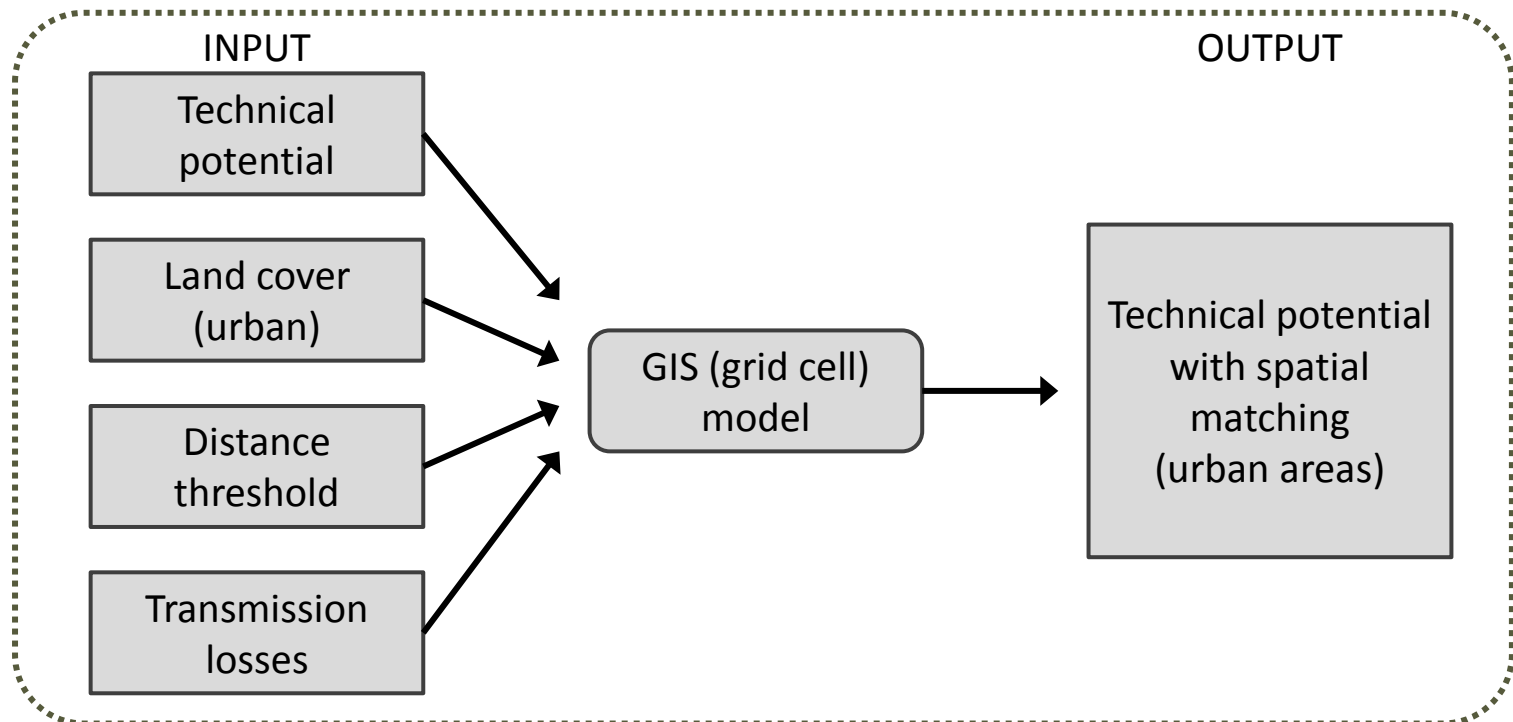 INPUT
Technical
potential
Land cover
(urban)
Distance
threshold
Transmission
losses
GIS (grid cell)
model
OUTPUT
Technical potential
with spatial
matching
(urban areas)